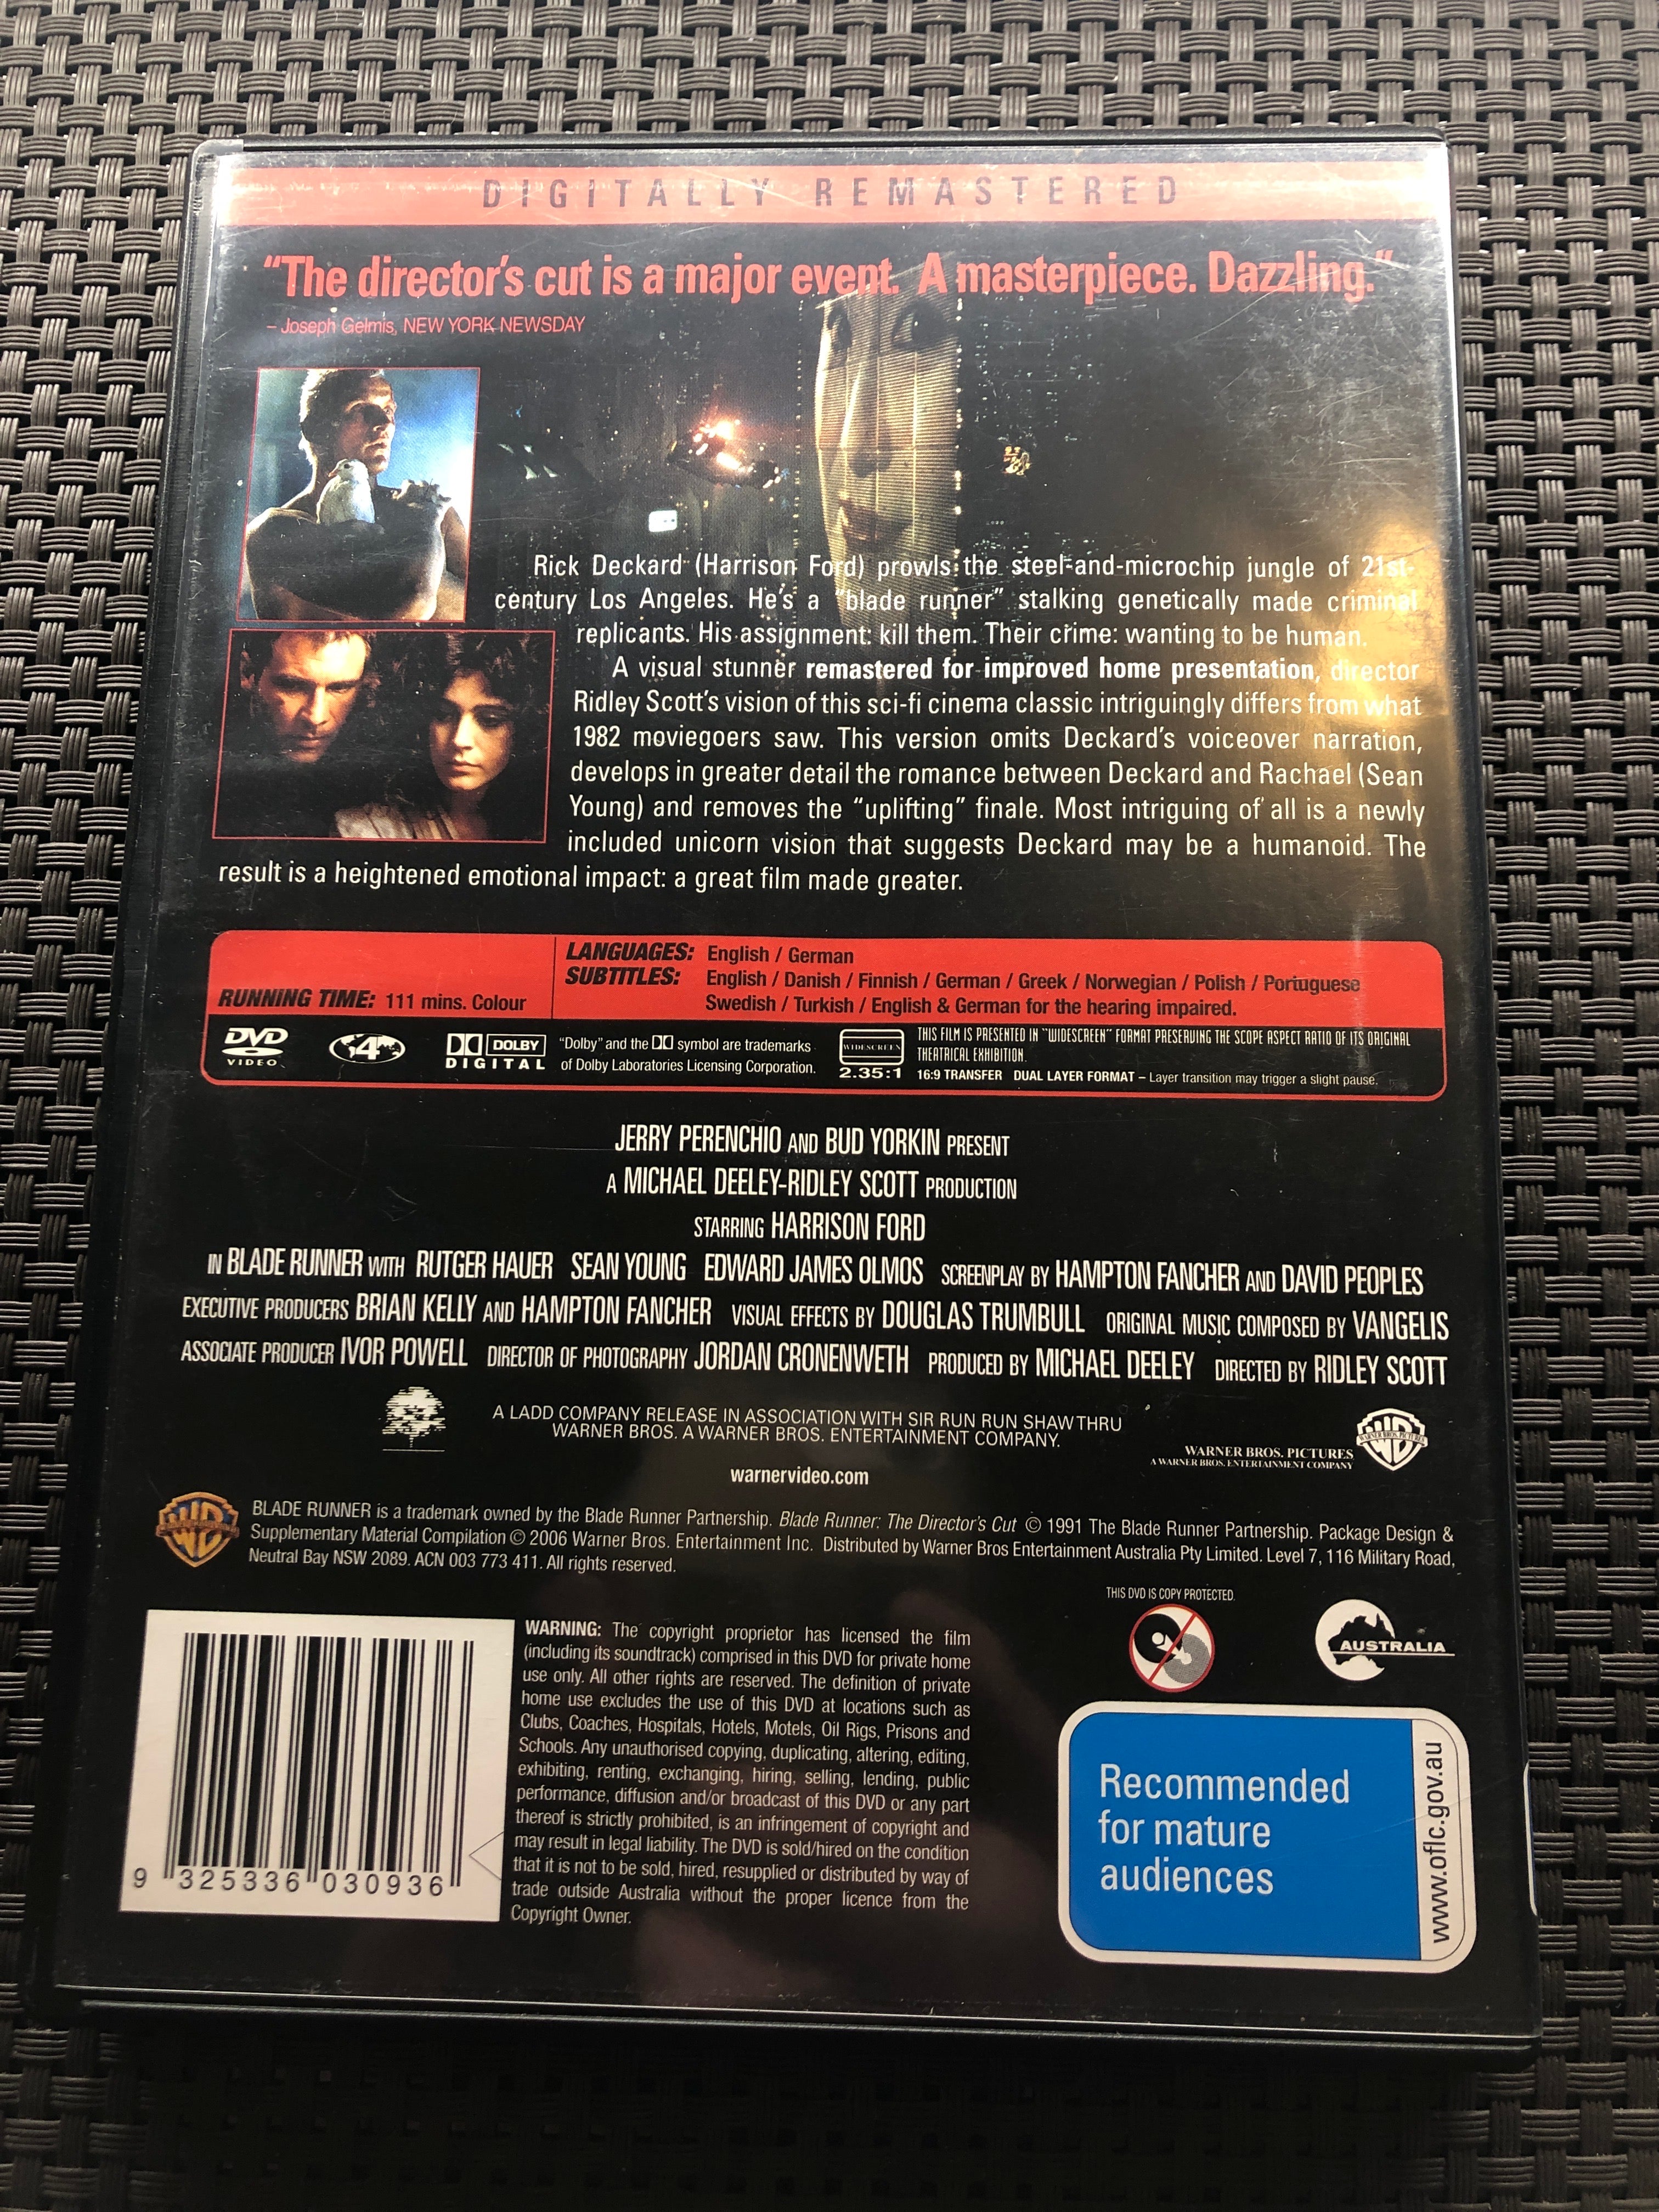 DIGITALLY REMASTERED
“The director’s cut is a major event. A masterpiece. Dazzling.”
– Joseph Gelmis, NEW YORK NEWSDAY
Rick Deckard (Harrison Ford) prowls the steel-and-microchip jungle of 21st-
century Los Angeles. He’s a “blade runner” stalking genetically made criminal
replicants. His assignment: kill them. Their crime: wanting to be human.
A visual stunner remastered for improved home presentation, director
Ridley Scott’s vision of this sci-fi cinema classic intriguingly differs from what
1982 moviegoers saw. This version omits Deckard’s voiceover narration,
develops in greater detail the romance between Deckard and Rachael (Sean
Young) and removes the “uplifting” finale. Most intriguing of all is a newly
included unicorn vision that suggests Deckard may be a humanoid. The
result is a heightened emotional impact: a great film made greater.
RUNNING TIME: 111 mins. Colour
LANGUAGES: English / German
SUBTITLES: English / Danish / Finnish / German / Greek / Norwegian / Polish / Portuguese
Swedish / Turkish / English & German for the hearing impaired.
DVD
VIDEO
4
DOLBY
DIGITAL
“Dolby” and the DD symbol are trademarks
of Dolby Laboratories Licensing Corporation.
WIDESCREEN
2.35:1
THIS FILM IS PRESENTED IN “WIDESCREEN” FORMAT PRESERVING THE SCOPE ASPECT RATIO OF ITS ORIGINAL
THEATRICAL EXHIBITION.
16:9 TRANSFER DUAL LAYER FORMAT – Layer transition may trigger a slight pause.
JERRY PERENCHIO AND BUD YORKIN PRESENT
A MICHAEL DEELEY-RIDLEY SCOTT PRODUCTION
STARRING HARRISON FORD
IN BLADE RUNNER WITH RUTGER HAUER SEAN YOUNG EDWARD JAMES OLMOS SCREENPLAY BY HAMPTON FANCHER AND DAVID PEOPLES
EXECUTIVE PRODUCERS BRIAN KELLY AND HAMPTON FANCHER VISUAL EFFECTS BY DOUGLAS TRUMBULL ORIGINAL MUSIC COMPOSED BY VANGELIS
ASSOCIATE PRODUCER IVOR POWELL DIRECTOR OF PHOTOGRAPHY JORDAN CRONENWETH PRODUCED BY MICHAEL DEELEY DIRECTED BY RIDLEY SCOTT
A LADD COMPANY RELEASE IN ASSOCIATION WITH SIR RUN RUN SHAW THRU
WARNER BROS. A WARNER BROS. ENTERTAINMENT COMPANY.
WARNER BROS. PICTURES
A WARNER BROS. ENTERTAINMENT COMPANY
warnervideo.com
BLADE RUNNER is a trademark owned by the Blade Runner Partnership. Blade Runner: The Director’s Cut © 1991 The Blade Runner Partnership. Package Design &
Supplementary Material Compilation © 2006 Warner Bros. Entertainment Inc. Distributed by Warner Bros Entertainment Australia Pty Limited. Level 7, 116 Military Road,
Neutral Bay NSW 2089. ACN 003 773 411. All rights reserved.
THIS DVD IS COPY PROTECTED.
AUSTRALIA
WARNING: The copyright proprietor has licensed the film
(including its soundtrack) comprised in this DVD for private home
use only. All other rights are reserved. The definition of private
home use excludes the use of this DVD at locations such as
Clubs, Coaches, Hospitals, Hotels, Motels, Oil Rigs, Prisons and
Schools. Any unauthorised copying, duplicating, altering, editing,
exhibiting, renting, exchanging, hiring, selling, lending, public
performance, diffusion and/or broadcast of this DVD or any part
thereof is strictly prohibited, is an infringement of copyright and
may result in legal liability. The DVD is sold/hired on the condition
that it is not to be sold, hired, resupplied or distributed by way of
trade outside Australia without the proper licence from the
Copyright Owner.
9 325336 030936
Recommended
for mature
audiences
www.oflc.gov.au